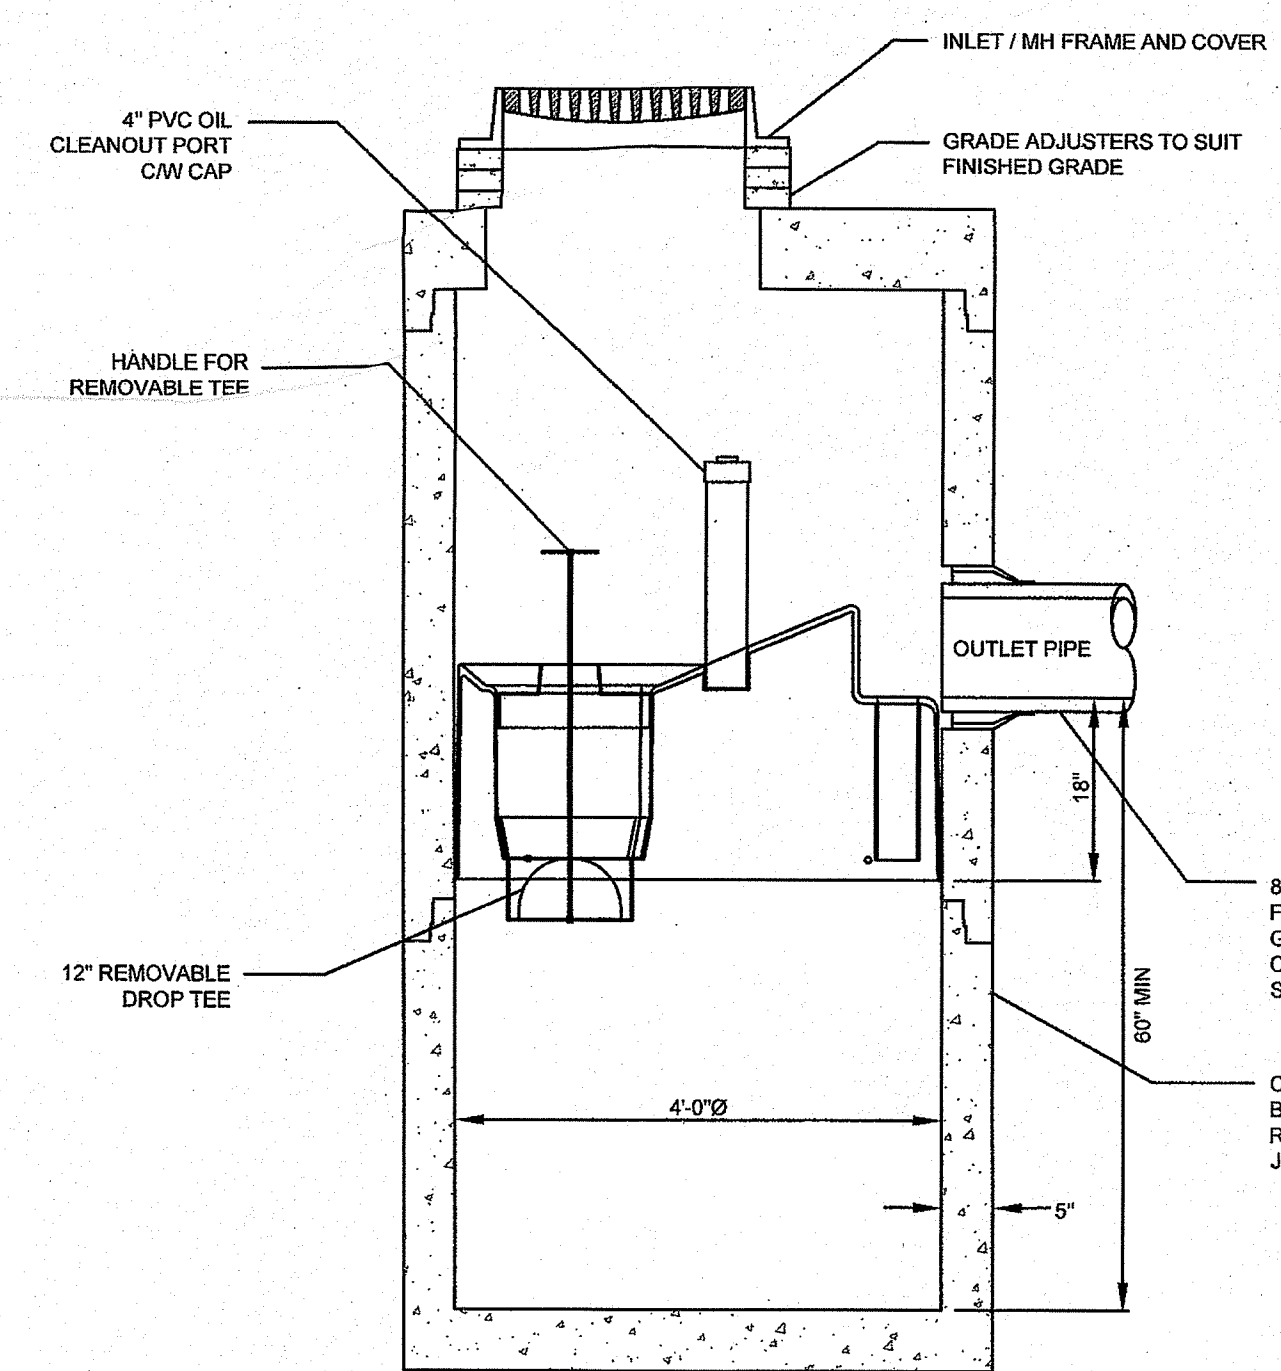 INLET / MH FRAME AND COVER
4" PVC OIL
CLEANOUT PORT
C/W CAP
GRADE ADJUSTERS TO SUIT
FINISHED GRADE
HANDLE FOR
REMOVABLE TEE
OUTLET PIPE
18"
8
F
G
C
S
12" REMOVABLE
DROP TEE
60" MIN
C
B
R
J
4'-0"Ø
5"